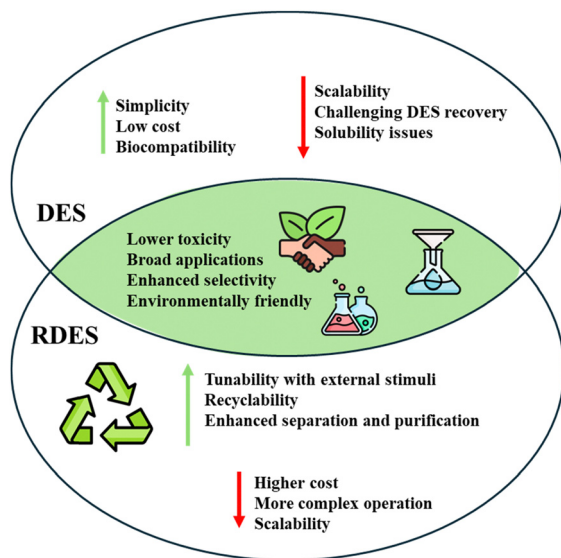 Simplicity
Low cost
Biocompatibility
Scalability
Challenging DES recovery
Solubility issues
DES
Lower toxicity
Broad applications
Enhanced selectivity
Environmentally friendly
RDES
Tunability with external stimuli
Recyclability
Enhanced separation and purification
Higher cost
More complex operation
Scalability